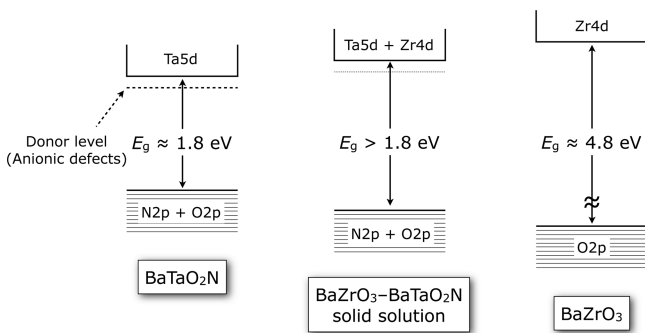 Ta5d
Donor level
(Anionic defects)
Eg ≈ 1.8 eV
N2p + O2p
BaTaO₂N
Ta5d + Zr4d
Eg > 1.8 eV
N2p + O2p
BaZrO₃–BaTaO₂N
solid solution
Zr4d
Eg ≈ 4.8 eV
≈
O2p
BaZrO₃